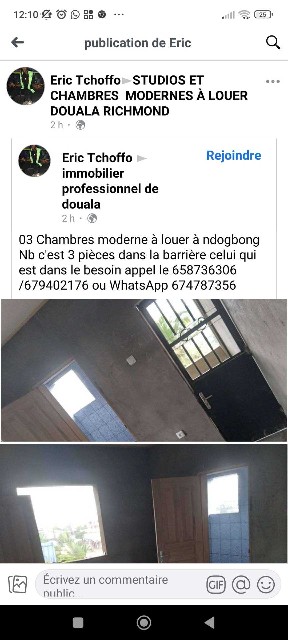 12:10
25
publication de Eric
Eric Tchoffo ▸ STUDIOS ET
CHAMBRES MODERNES À LOUER
DOUALA RICHMOND
2 h ·
Eric Tchoffo ▸
immobilier
professionnel de
douala
Rejoindre
2 h ·
03 Chambres moderne à louer à ndogbong
Nb c'est 3 pièces dans la barrière celui qui
est dans le besoin appel le 658736306
/679402176 ou WhatsApp 674787356
Écrivez un commentaire
public...
GIF